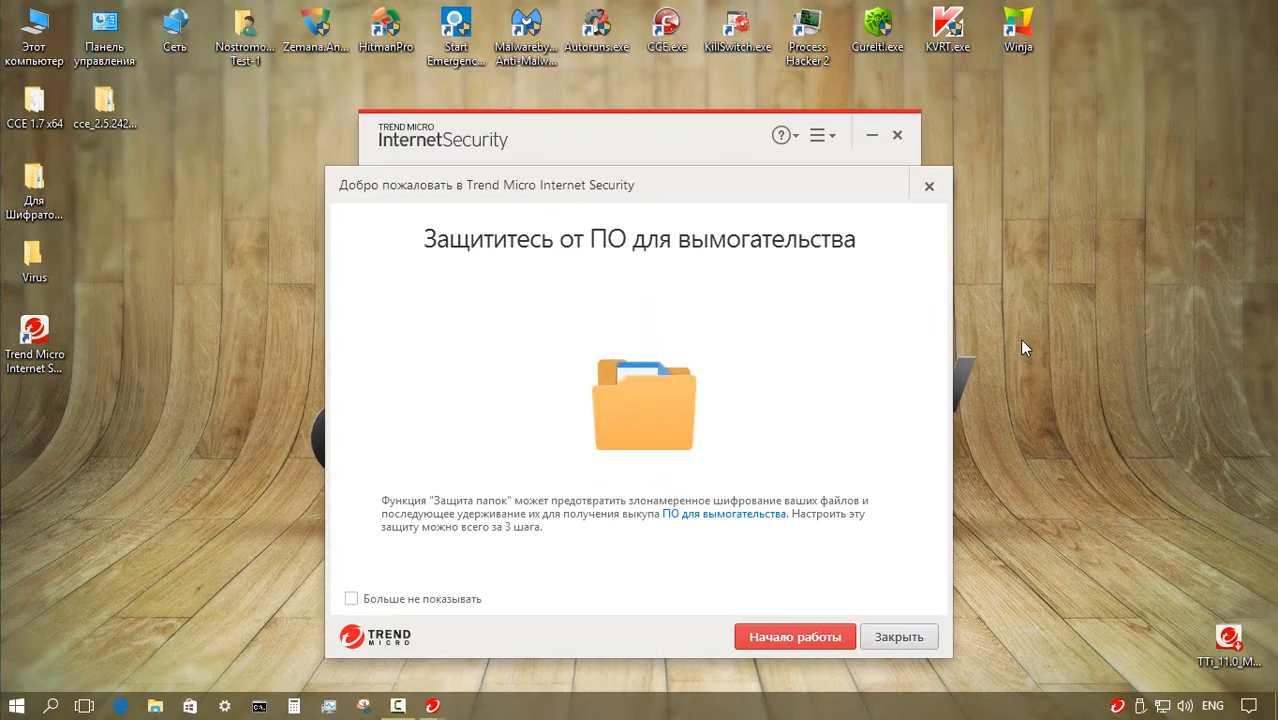 Этот
компьютер
Панель
управления
Сеть
Nostromo...
Test-1
Zemana.An...
HitmanPro
Start
Emergenc...
Malwareby...
Anti-Malw...
Autoruns.exe
CCE.exe
KillSwitch.exe
Process
Hacker 2
CureIt!.exe
KVRT.exe
Winja
CCE 1.7 x64
cce_2.5.242...
Для
Шифрато...
Virus
Trend Micro
Internet S...
TREND MICRO
InternetSecurity
Добро пожаловать в Trend Micro Internet Security
Защититесь от ПО для вымогательства
Функция "Защита папок" может предотвратить злонамеренное шифрование ваших файлов и
последующее удерживание их для получения выкупа ПО для вымогательства. Настроить эту
защиту можно всего за 3 шага.
Больше не показывать
TREND
MICRO
Начало работы
Закрыть
TTi_11.0_M...
ENG